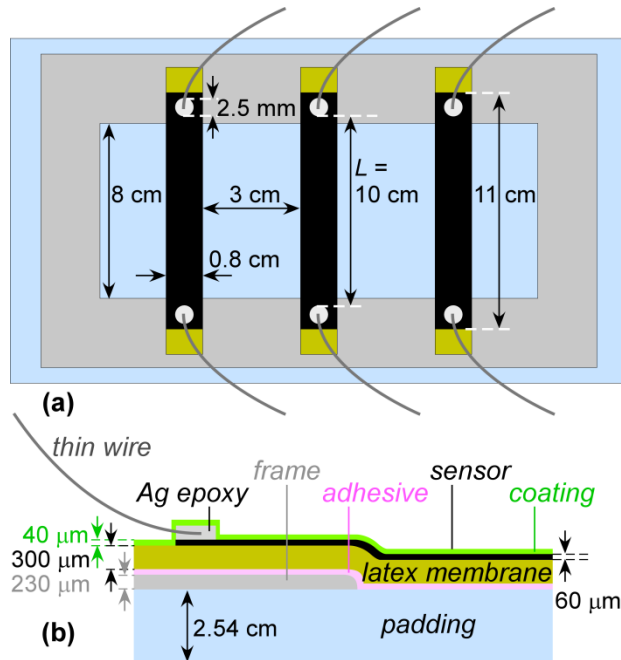 2.5 mm
L =
8 cm
3 cm
10 cm
11 cm
0.8 cm
(a)
thin wire
frame
sensor
Ag epoxy
adhesive
coating
40 μm
300 μm
latex membrane
230 μm
60 μm
(b)
2.54 cm
padding